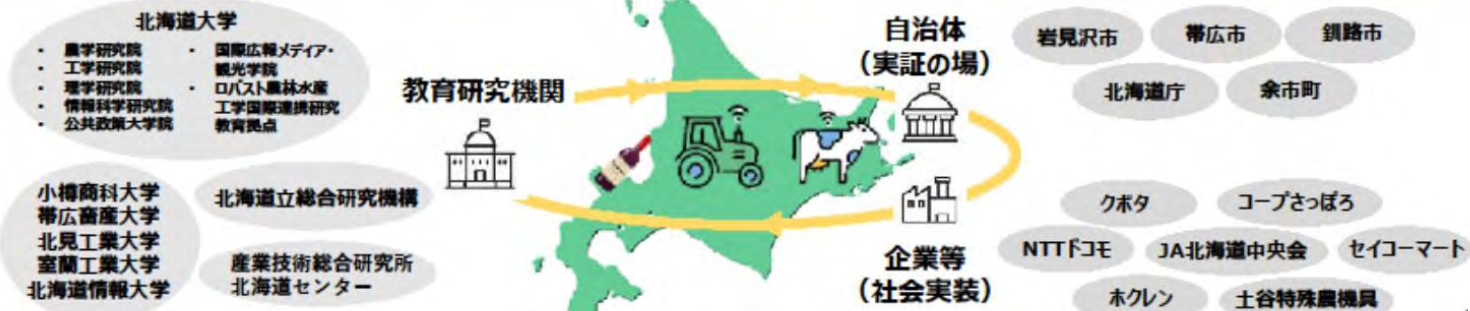 北海道大学
・ 農学研究院
・ 工学研究院
・ 理学研究院
・ 情報科学研究院
・ 公共政策大学院
・ 国際広報メディア・
観光学院
・ ロバスト農林水産
工学国際連携研究
教育拠点
小樽商科大学
帯広畜産大学
北見工業大学
室蘭工業大学
北海道情報大学
北海道立総合研究機構
産業技術総合研究所
北海道センター
教育研究機関
自治体
(実証の場)
企業等
(社会実装)
岩見沢市
帯広市
釧路市
北海道庁
余市町
クボタ
コープさっぽろ
NTTドコモ
JA北海道中央会
セイコーマート
ホクレン
土谷特殊農機具